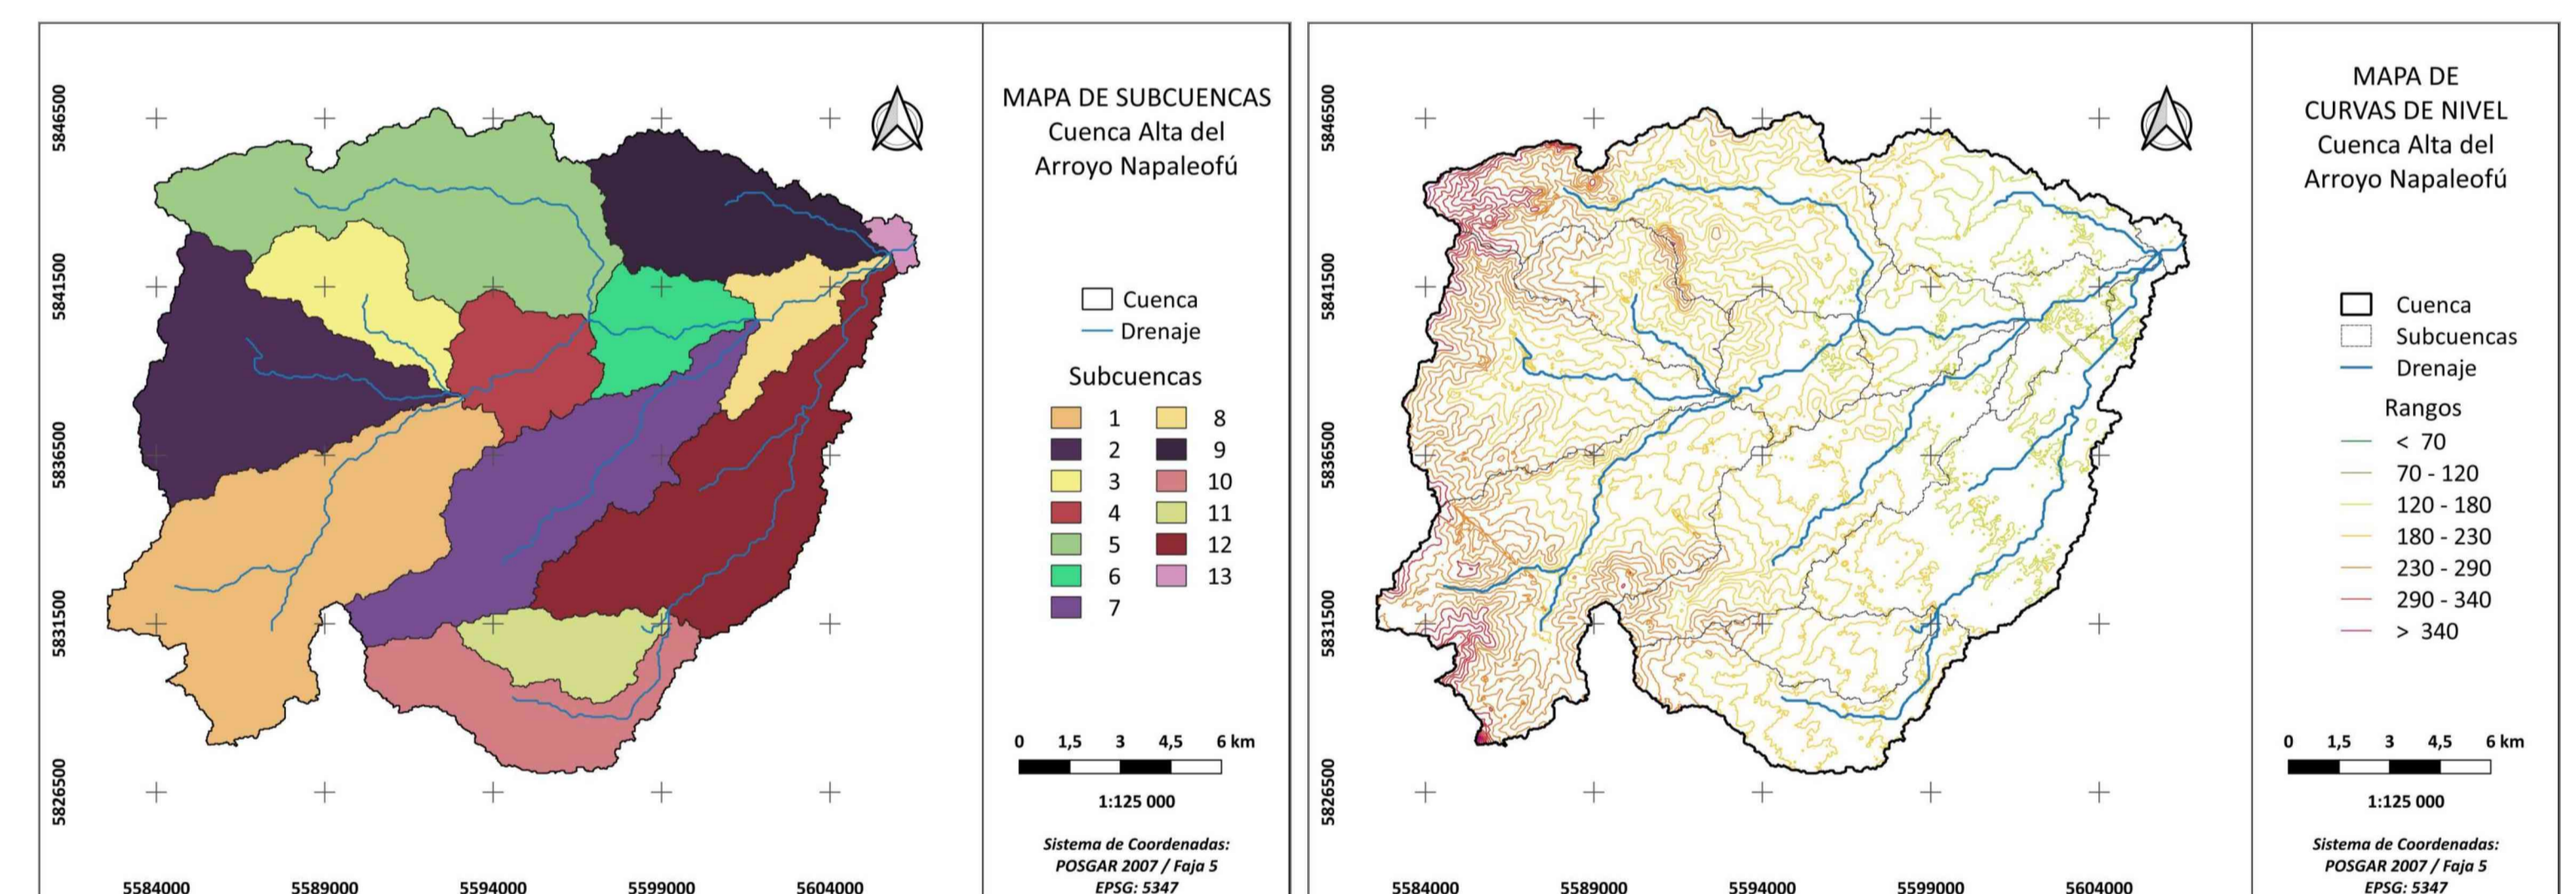 MAPA DE SUBCUENCAS
Cuenca Alta del
Arroyo Napaleofú
Cuenca
Drenaje
Subcuencas
1
2
3
4
5
6
7
8
9
10
11
12
13
0 1,5 3 4,5 6 km
1:125 000
Sistema de Coordenadas:
POSGAR 2007 / Faja 5
EPSG: 5347
5846500
5841500
5836500
5831500
5826500
5584000 5589000 5594000 5599000 5604000
MAPA DE
CURVAS DE NIVEL
Cuenca Alta del
Arroyo Napaleofú
Cuenca
Subcuencas
Drenaje
Rangos
< 70
70 - 120
120 - 180
180 - 230
230 - 290
290 - 340
> 340
0 1,5 3 4,5 6 km
1:125 000
Sistema de Coordenadas:
POSGAR 2007 / Faja 5
EPSG: 5347
5846500
5841500
5836500
5831500
5826500
5584000 5589000 5594000 5599000 5604000